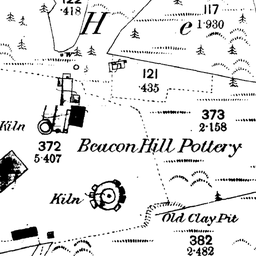 122
.418
H
e
117
1.930
121
.435
Kiln
372
5.407
373
2.158
Beacon Hill Pottery
Kiln
Old Clay Pit
382
2.482